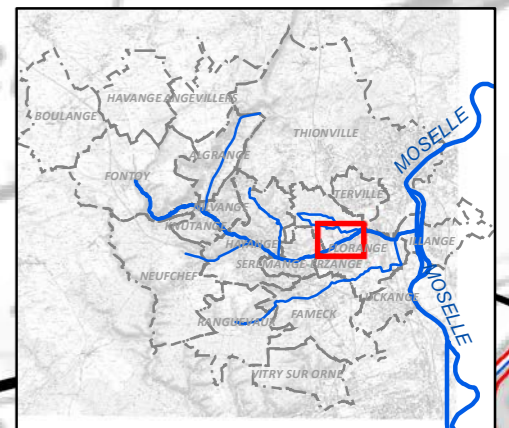 HAVANGE
ANGEVILLERS
BOULANGE
THIONVILLE
MOSELLE
ALGRANGE
FONTOY
TERVILLE
NILVANGE
KNUTANGE
HAYANGE
FLORANGE
ILLANGE
SEREMANGE-ERZANGE
NEUFCHEF
UCKANGE
MOSELLE
RANGUEVAUX
FAMECK
VITRY SUR ORNE